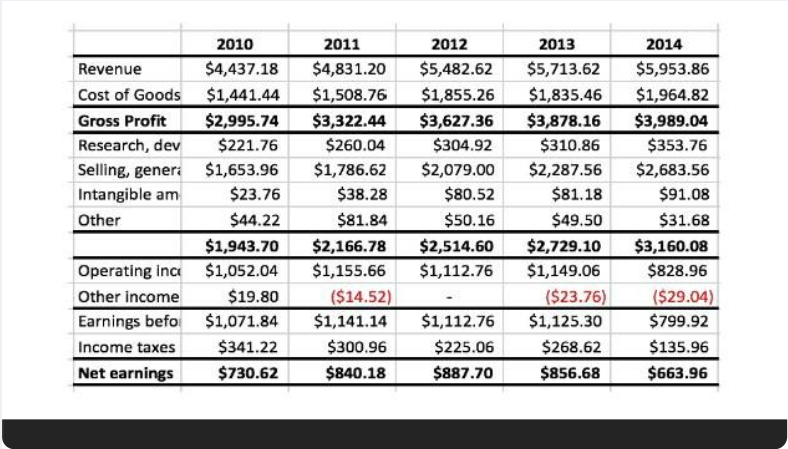 2010 2011 2012 2013 2014
Revenue $4,437.18 $4,831.20 $5,482.62 $5,713.62 $5,953.86
Cost of Goods $1,441.44 $1,508.76 $1,855.26 $1,835.46 $1,964.82
Gross Profit $2,995.74 $3,322.44 $3,627.36 $3,878.16 $3,989.04
Research, dev $221.76 $260.04 $304.92 $310.86 $353.76
Selling, genera $1,653.96 $1,786.62 $2,079.00 $2,287.56 $2,683.56
Intangible am $23.76 $38.28 $80.52 $81.18 $91.08
Other $44.22 $81.84 $50.16 $49.50 $31.68
$1,943.70 $2,166.78 $2,514.60 $2,729.10 $3,160.08
Operating inco $1,052.04 $1,155.66 $1,112.76 $1,149.06 $828.96
Other income $19.80 ($14.52) - ($23.76) ($29.04)
Earnings befo $1,071.84 $1,141.14 $1,112.76 $1,125.30 $799.92
Income taxes $341.22 $300.96 $225.06 $268.62 $135.96
Net earnings $730.62 $840.18 $887.70 $856.68 $663.96